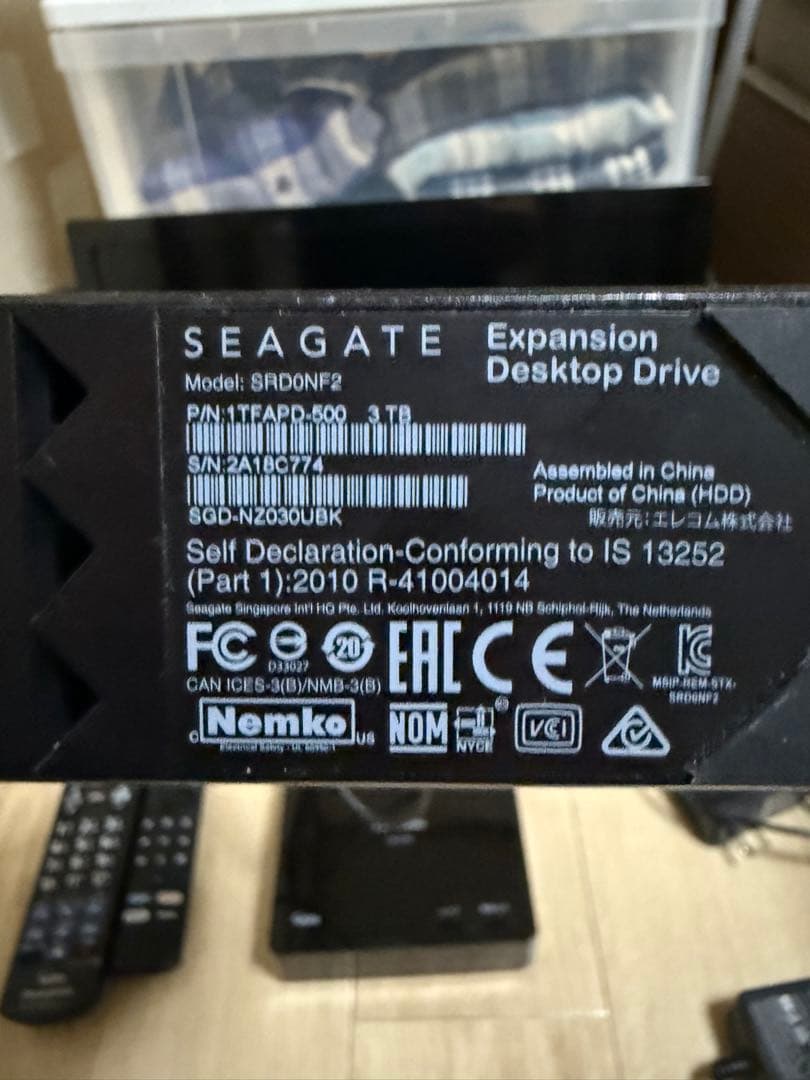 SEAGATE
Expansion
Desktop Drive
Model: SRD0NF2
P/N:1TFAPD-500 3 TB
S/N:2A18C774
SGD-NZ030UBK
Assembled in China
Product of China (HDD)
販売元:エレコム株式会社
Self Declaration-Conforming to IS 13252
(Part 1):2010 R-41004014
Seagate Singapore Int'l HQ Pte. Ltd. Koolhovenlaan 1, 1119 NB Schiphol-Rijk, The Netherlands
FC
D33027
20
EAC
CE
CAN ICES-3(B)/NMB-3(B)
MSIP-REM-STX-
SRD0NF2
c Nemko us
NOM
NYCE
VCI